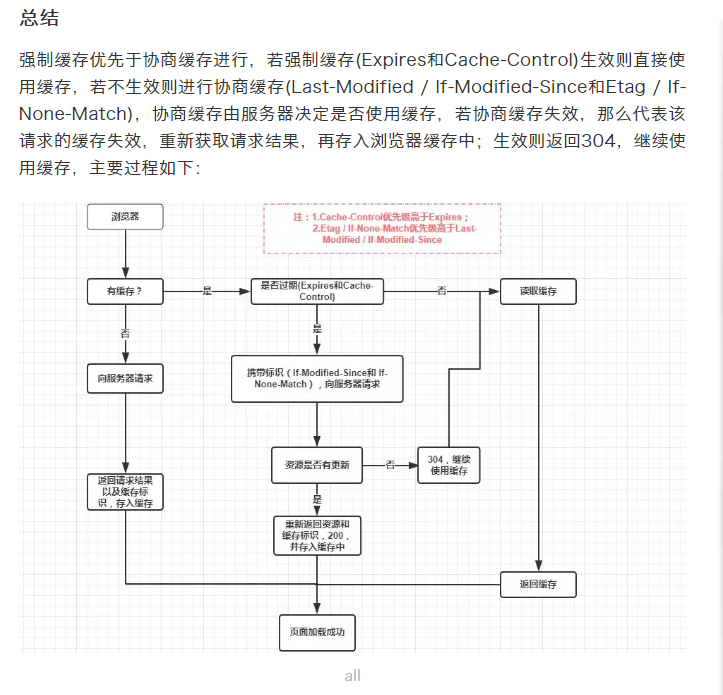 总结
强制缓存优先于协商缓存进行，若强制缓存(Expires和Cache-Control)生效则直接使
用缓存，若不生效则进行协商缓存(Last-Modified / If-Modified-Since和Etag / If-
None-Match)，协商缓存由服务器决定是否使用缓存，若协商缓存失效，那么代表该
请求的缓存失效，重新获取请求结果，再存入浏览器缓存中；生效则返回304，继续使
用缓存，主要过程如下：
浏览器
注：1.Cache-Control优先级高于Expires；
2.Etag / If-None-Match优先级高于Last-
Modified / If-Modified-Since
有缓存？
是
是否过期(Expires和Cache-
Control)
否
读取缓存
否
是
向服务器请求
携带标识（If-Modified-Since和 If-
None-Match），向服务器请求
资源是否有更新
否
304，继续
使用缓存
返回请求结果
以及缓存标
识，存入缓存
是
重新返回资源和
缓存标识，200，
并存入缓存中
返回缓存
页面加载成功
all